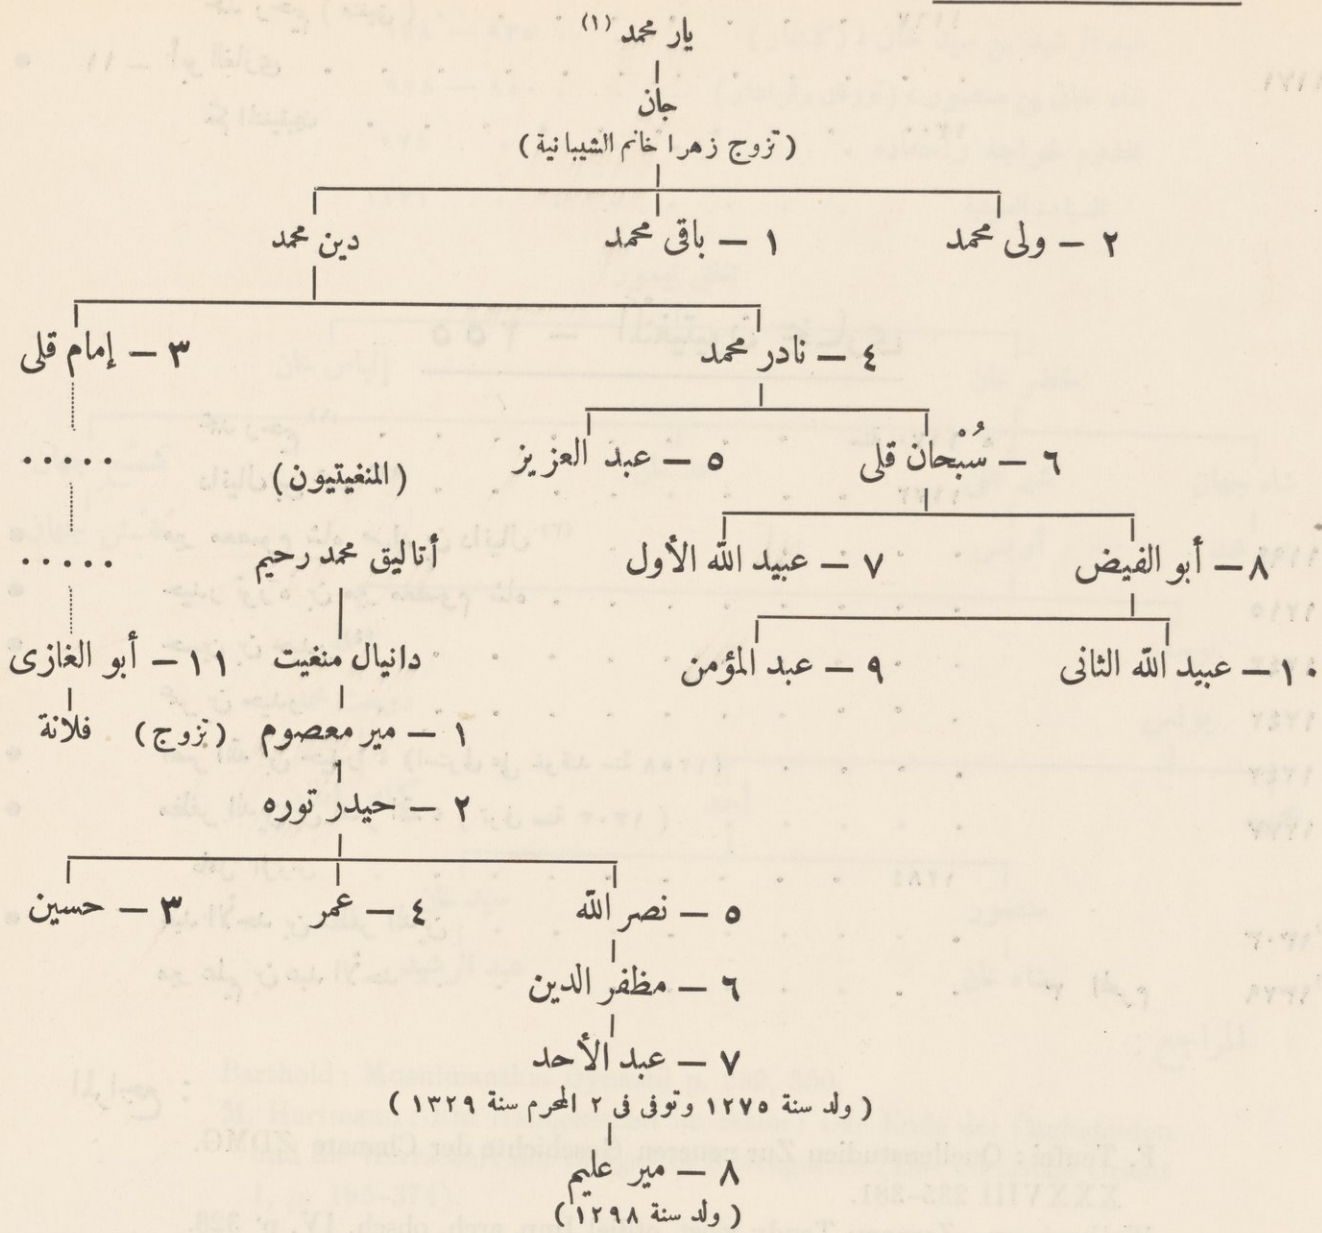 يار محمد (١)
جان
(تزوج زهرا خانم الشيبانية)
٢ — ولى محمد ١ — باقى محمد دين محمد
٤ — نادر محمد ٣ — إمام قلى
٦ — سُبْحان قلى ٥ — عبد العزيز (المنغيتيون) .....
٨ — أبو الفيض ٧ — عبيد الله الأول أتاليق محمد رحيم .....
١٠ — عبيد الله الثانى ٩ — عبد المؤمن دانيال منغيت ١١ — أبو الغازى
١ — مير معصوم (تزوج) فلانة
٢ — حيدر توره
٥ — نصر الله ٤ — عمر ٣ — حسين
٦ — مظفر الدين
٧ — عبد الأحد
(ولد سنة ١٢٧٥ وتوفى فى ٢ المحرم سنة ١٣٢٩)
٨ — مير عليم
(ولد سنة ١٢٩٨)